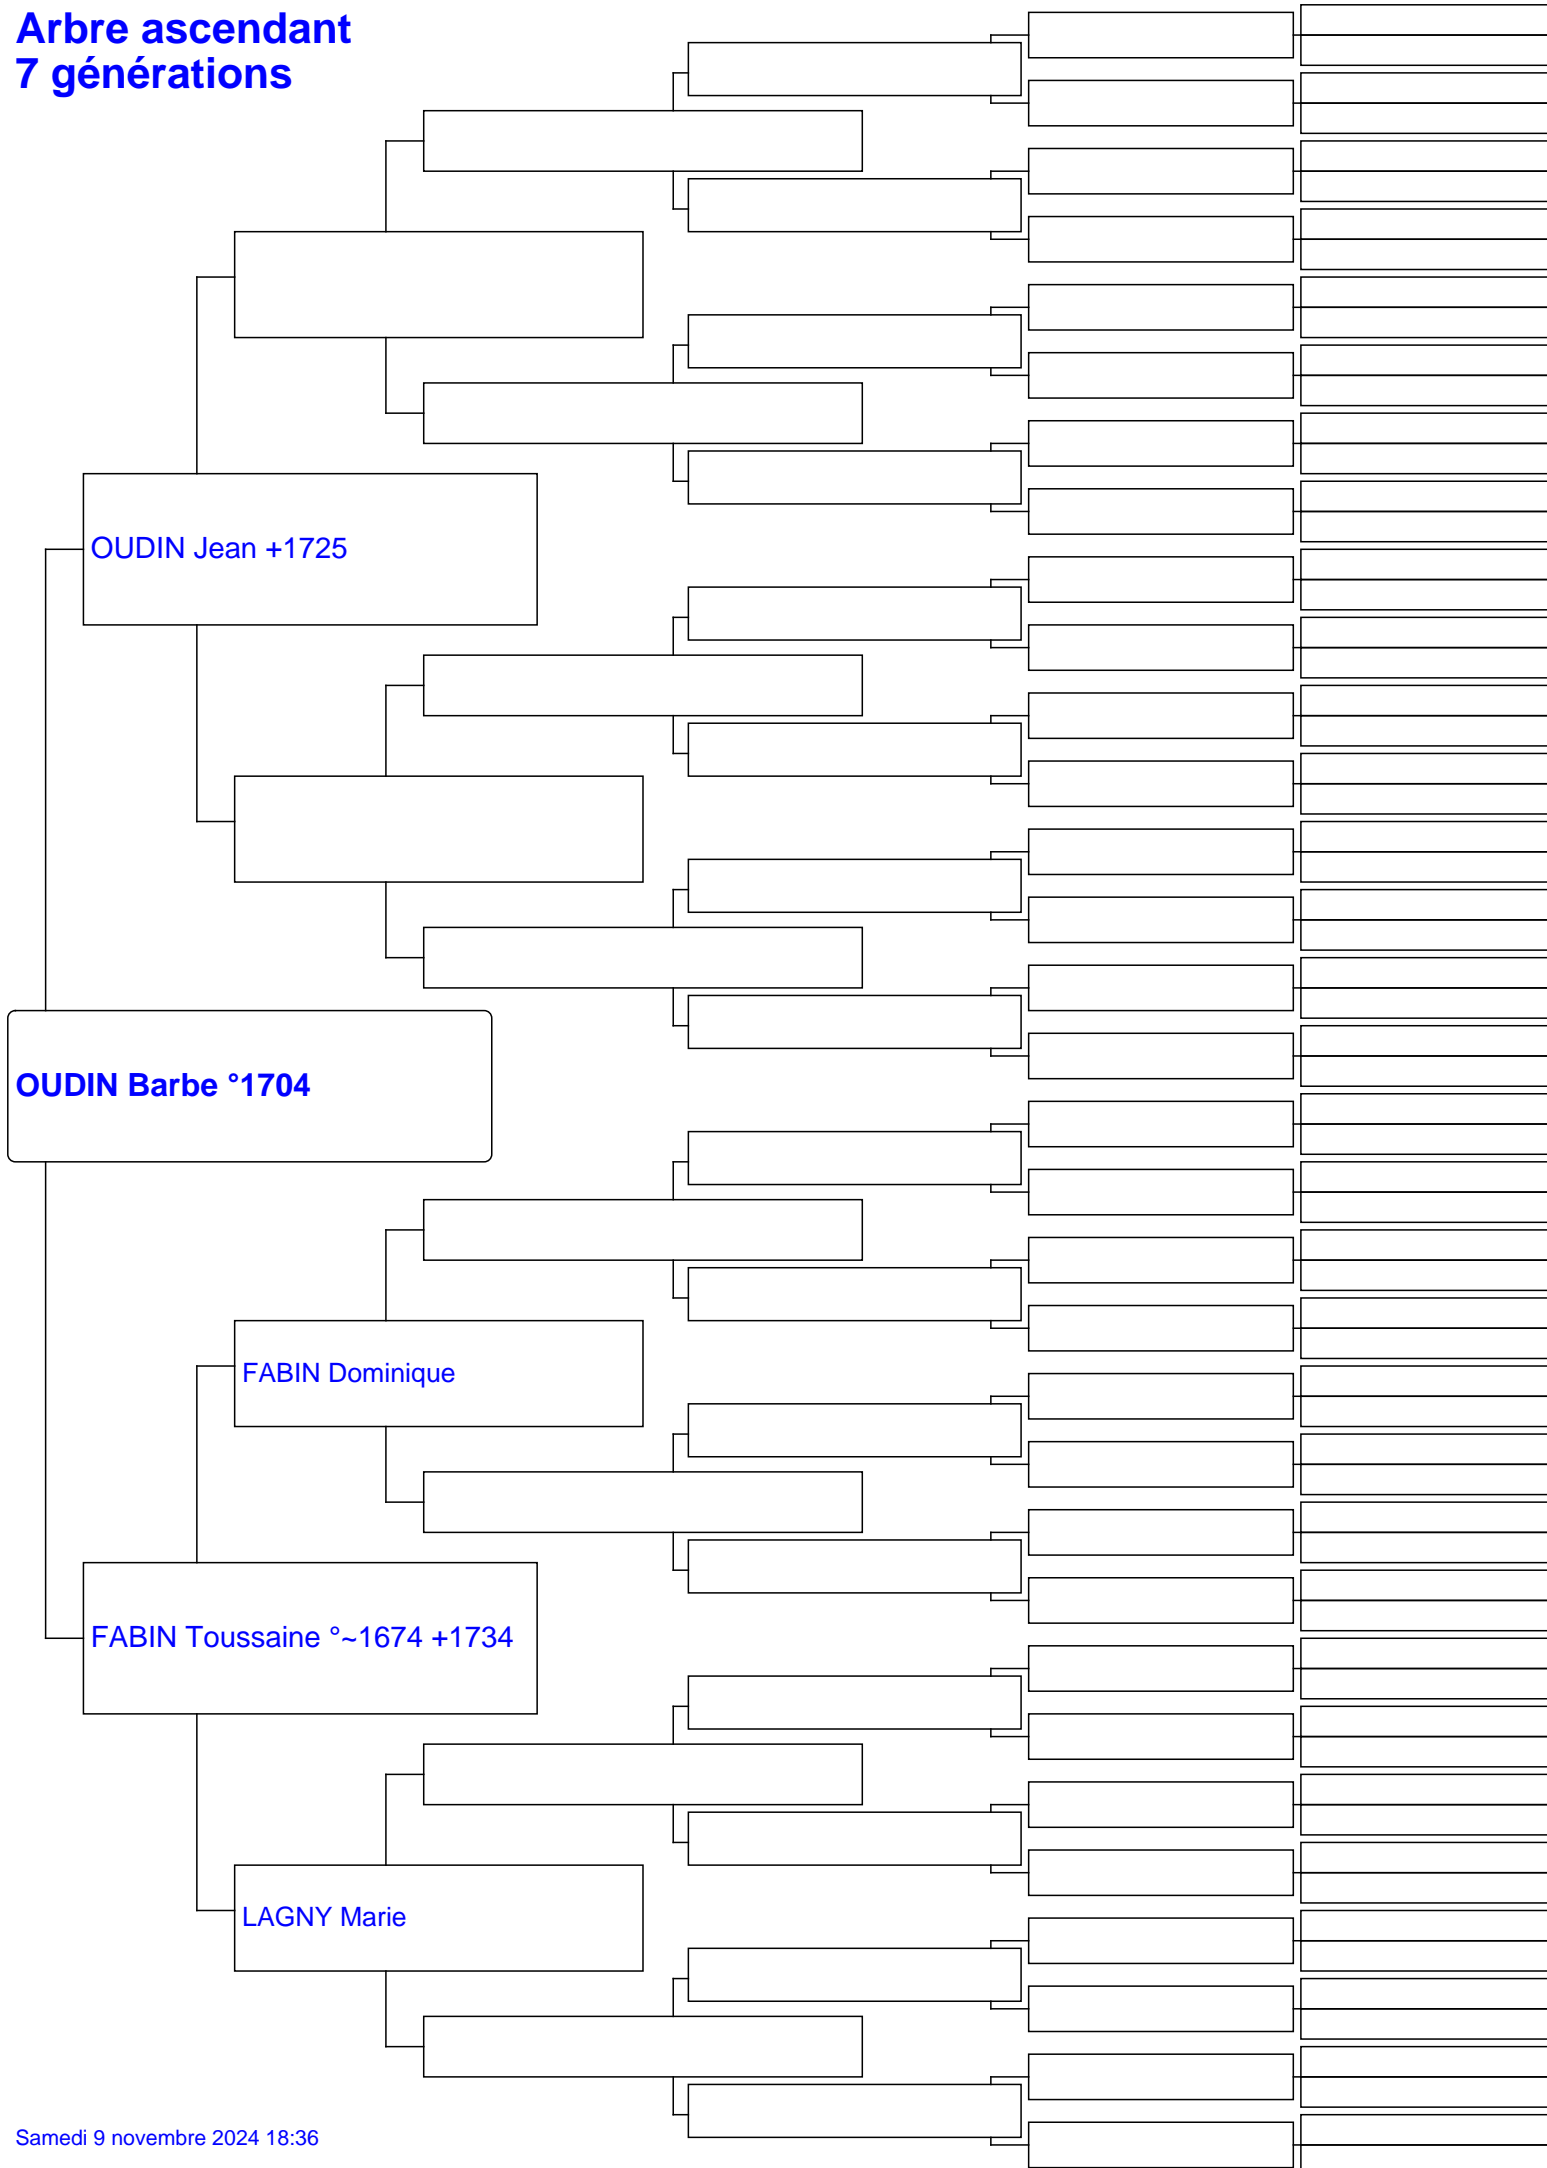 Arbre ascendant
7 générations
OUDIN Jean +1725
OUDIN Barbe °1704
FABIN Dominique
FABIN Toussaine °~1674 +1734
LAGNY Marie
Samedi 9 novembre 2024 18:36